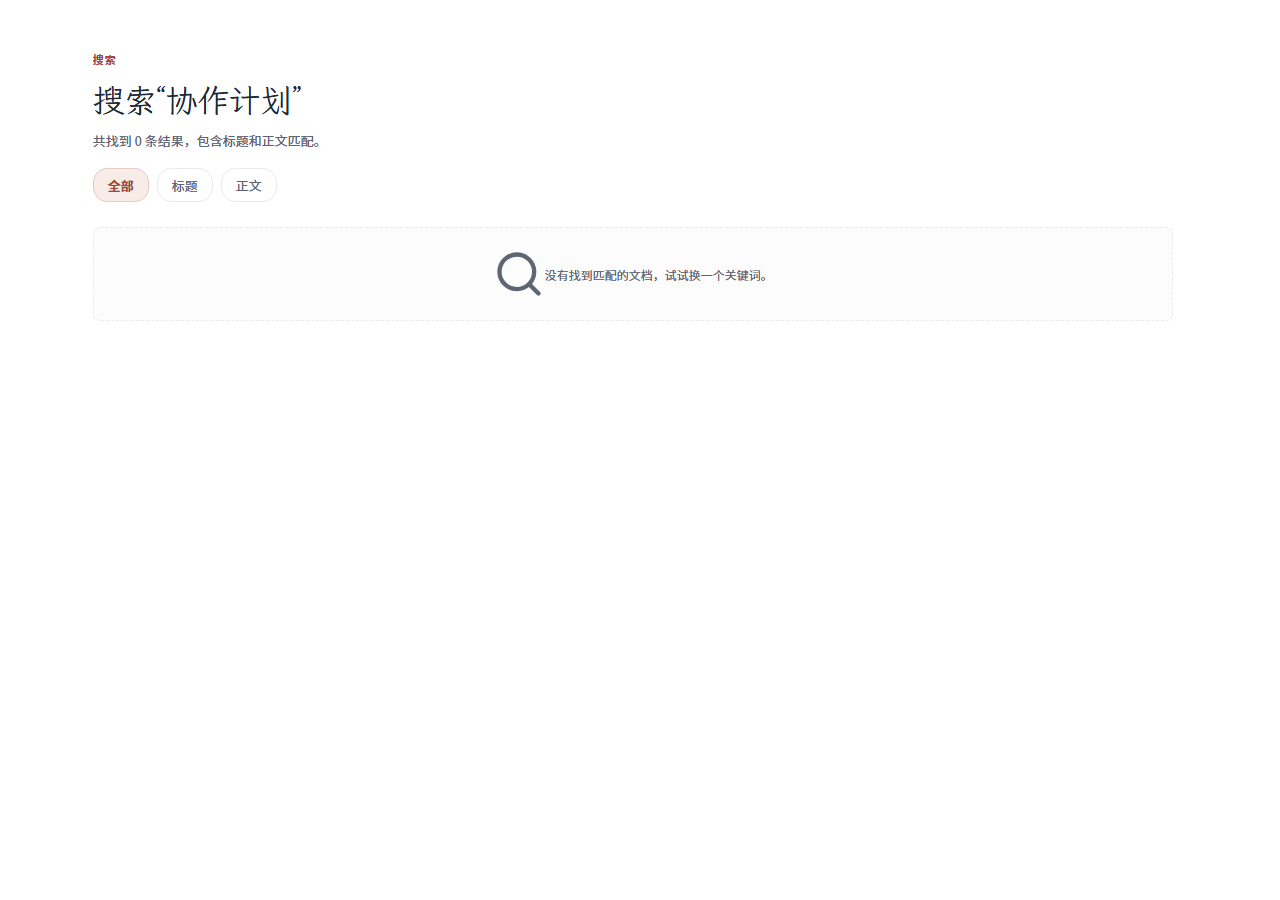 搜索
搜索“协作计划”
共找到 0 条结果，包含标题和正文匹配。
全部 标题 正文
没有找到匹配的文档，试试换一个关键词。